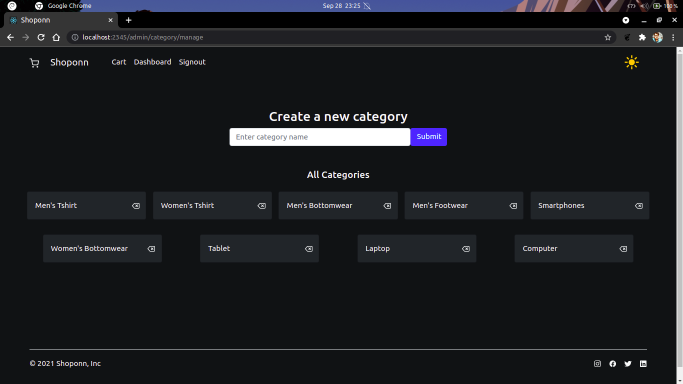 Google Chrome
Sep 28 23:25
100 %
Shoponn
localhost:2345/admin/category/manage
Shoponn Cart Dashboard Signout
Create a new category
Enter category name Submit
All Categories
Men's Tshirt Women's Tshirt Men's Bottomwear Men's Footwear Smartphones
Women's Bottomwear Tablet Laptop Computer
© 2021 Shoponn, Inc